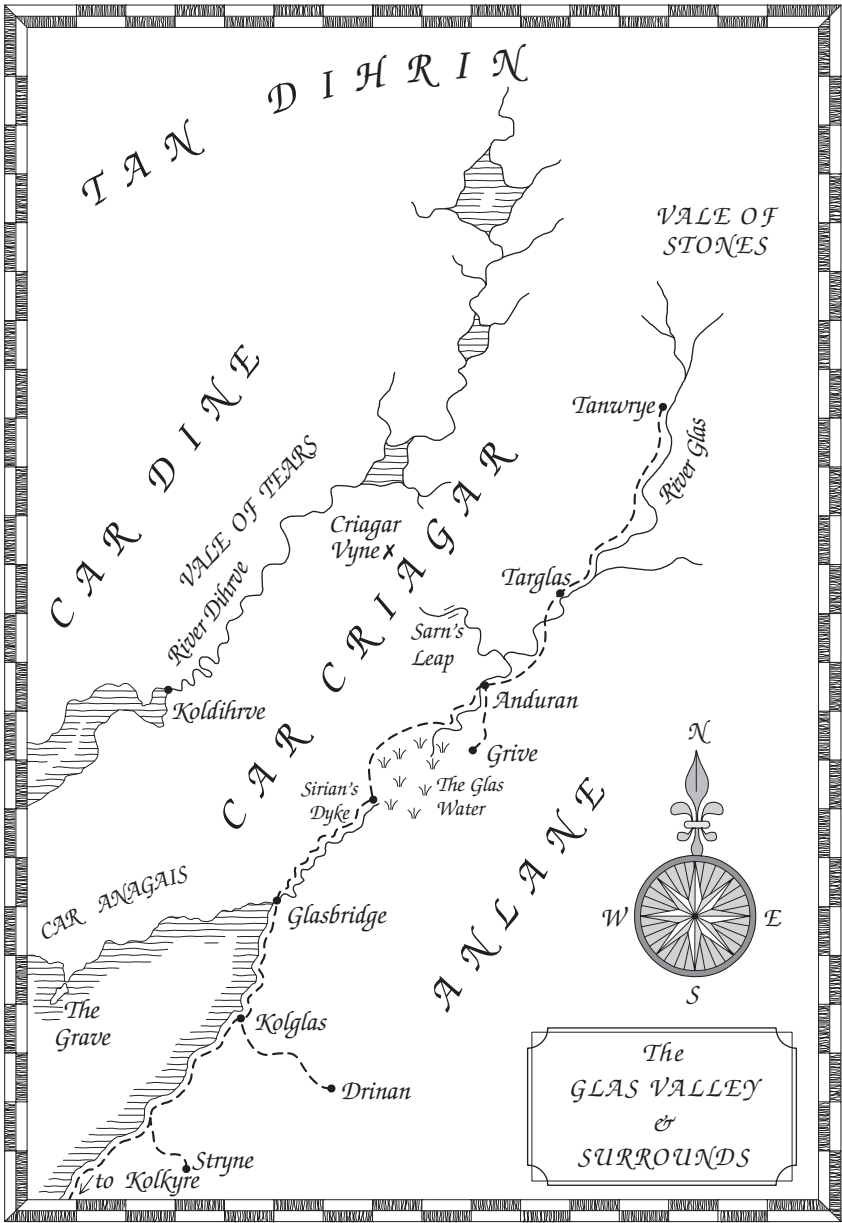 TAN DIHRIN
VALE OF
STONES
CAR DINE
VALE OF TEARS
River Dihrve
Tanwrye
River Glas
Criagar
Vyne x
CAR CRIAGAR
Targlas
Sarn's
Leap
Koldihrve
Anduran
Grive
Sirian's
Dyke
The Glas
Water
N
W
E
S
ANLANE
CAR ANAGAIS
Glasbridge
The
Grave
Kolglas
Drinan
Stryne
to Kolkyre
The
GLAS VALLEY
&
SURROUNDS